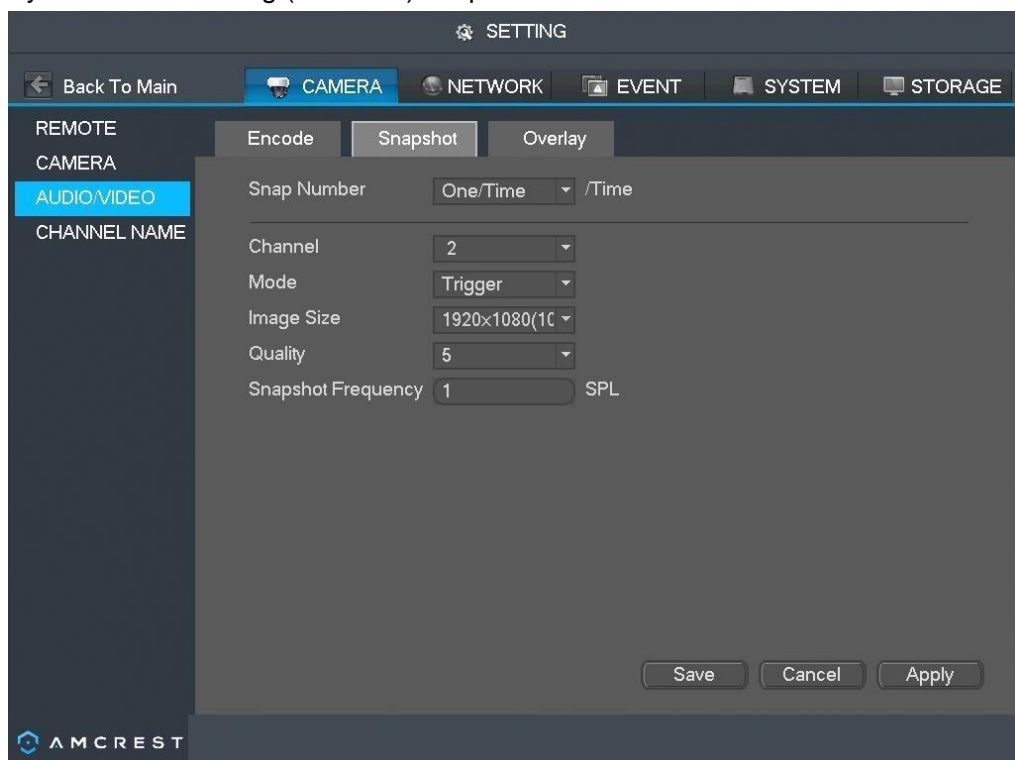 SETTING
Back To Main CAMERA NETWORK EVENT SYSTEM STORAGE
REMOTE
CAMERA
AUDIO/VIDEO
CHANNEL NAME
Encode Snapshot Overlay
Snap Number One/Time /Time
Channel 2
Mode Trigger
Image Size 1920×1080(10
Quality 5
Snapshot Frequency 1 SPL
Save Cancel Apply
AMCREST